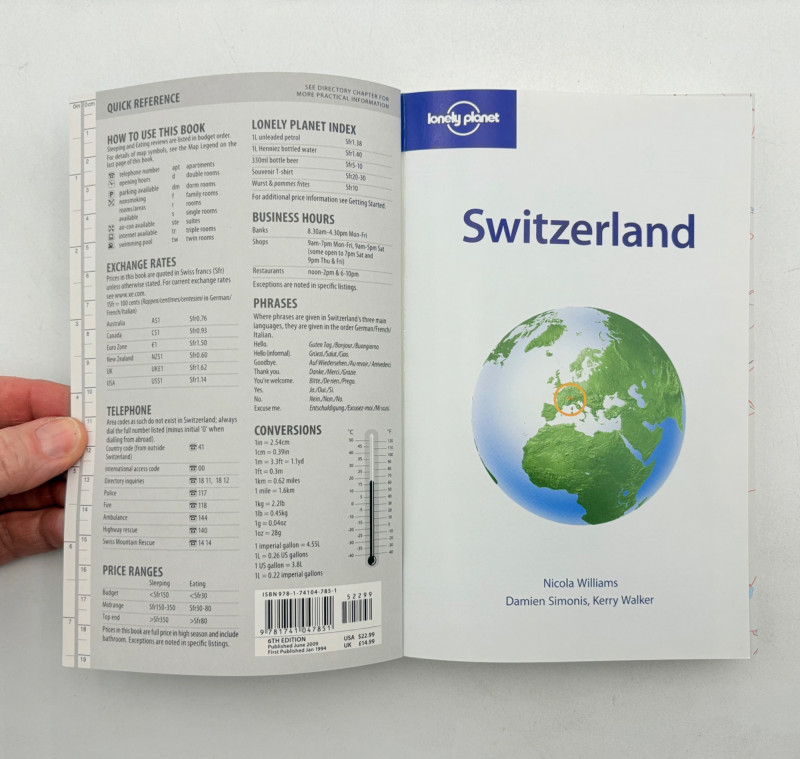 QUICK REFERENCE
SEE DIRECTORY CHAPTER FOR
MORE PRACTICAL INFORMATION
HOW TO USE THIS BOOK
Sleeping and Eating reviews are listed in budget order.
For details of map symbols, see the Map Legend on the
last page of this book.
telephone number apt apartments
opening hours d double rooms
parking available dm dorm rooms
nonsmoking f family rooms
rooms/areas r rooms
available s single rooms
air-con available ste suites
internet available tr triple rooms
swimming pool tw twin rooms
EXCHANGE RATES
Prices in this book are quoted in Swiss francs (Sfr)
unless otherwise stated. For current exchange rates
see www.xe.com.
1Sfr = 100 cents (Rappen/centimes/centesimi in German/
French/Italian)
Australia A$1 Sfr0.76
Canada C$1 Sfr0.93
Euro Zone €1 Sfr1.50
New Zealand NZ$1 Sfr0.60
UK UK£1 Sfr1.62
USA US$1 Sfr1.14
TELEPHONE
Area codes as such do not exist in Switzerland; always
dial the full number listed (minus initial '0' when
dialling from abroad).
Country code (from outside
Switzerland) ☎ 41
International access code ☎ 00
Directory inquiries ☎ 18 11, 18 12
Police ☎ 117
Fire ☎ 118
Ambulance ☎ 144
Highway rescue ☎ 140
Swiss Mountain Rescue ☎ 14 14
PRICE RANGES
Sleeping Eating
Budget <Sfr150 <Sfr30
Midrange Sfr150-350 Sfr30-80
Top end >Sfr350 >Sfr80
Prices in this book are full price in high season and include
bathroom. Exceptions are noted in specific listings.
LONELY PLANET INDEX
1L unleaded petrol Sfr1.38
1L Henniez bottled water Sfr1.40
330ml bottle beer Sfr5-10
Souvenir T-shirt Sfr20-30
Wurst & pommes frites Sfr10
For additional price information see Getting Started.
BUSINESS HOURS
Banks 8.30am-4.30pm Mon-Fri
Shops 9am-7pm Mon-Fri, 9am-5pm Sat
(some open to 7pm Sat and
9pm Thu & Fri)
Restaurants noon-2pm & 6-10pm
Exceptions are noted in specific listings.
PHRASES
Where phrases are given in Switzerland's three main
languages, they are given in the order German/French/
Italian.
Hello. Guten Tag./Bonjour./Buongiorno.
Hello (informal). Grüezi./Salut./Ciao.
Goodbye. Auf Wiedersehen./Au revoir./Arrivederci.
Thank you. Danke./Merci./Grazie.
You're welcome. Bitte./De rien./Prego.
Yes. Ja./Oui./Sì.
No. Nein./Non./No.
Excuse me. Entschuldigung./Excusez-moi./Mi scusi.
CONVERSIONS
1in = 2.54cm
1cm = 0.39in
1m = 3.3ft = 1.1yd
1ft = 0.3m
1km = 0.62 miles
1 mile = 1.6km
1kg = 2.2lb
1lb = 0.45kg
1g = 0.04oz
1oz = 28g
1 imperial gallon = 4.55L
1L = 0.26 US gallons
1 US gallon = 3.8L
1L = 0.22 imperial gallons
°C °F
ISBN 978-1-74104-785-1
52299
9 781741 047851
6TH EDITION
Published June 2009
First Published Jan 1994
USA $22.99
UK £14.99
lonely planet
Switzerland
Nicola Williams
Damien Simonis, Kerry Walker